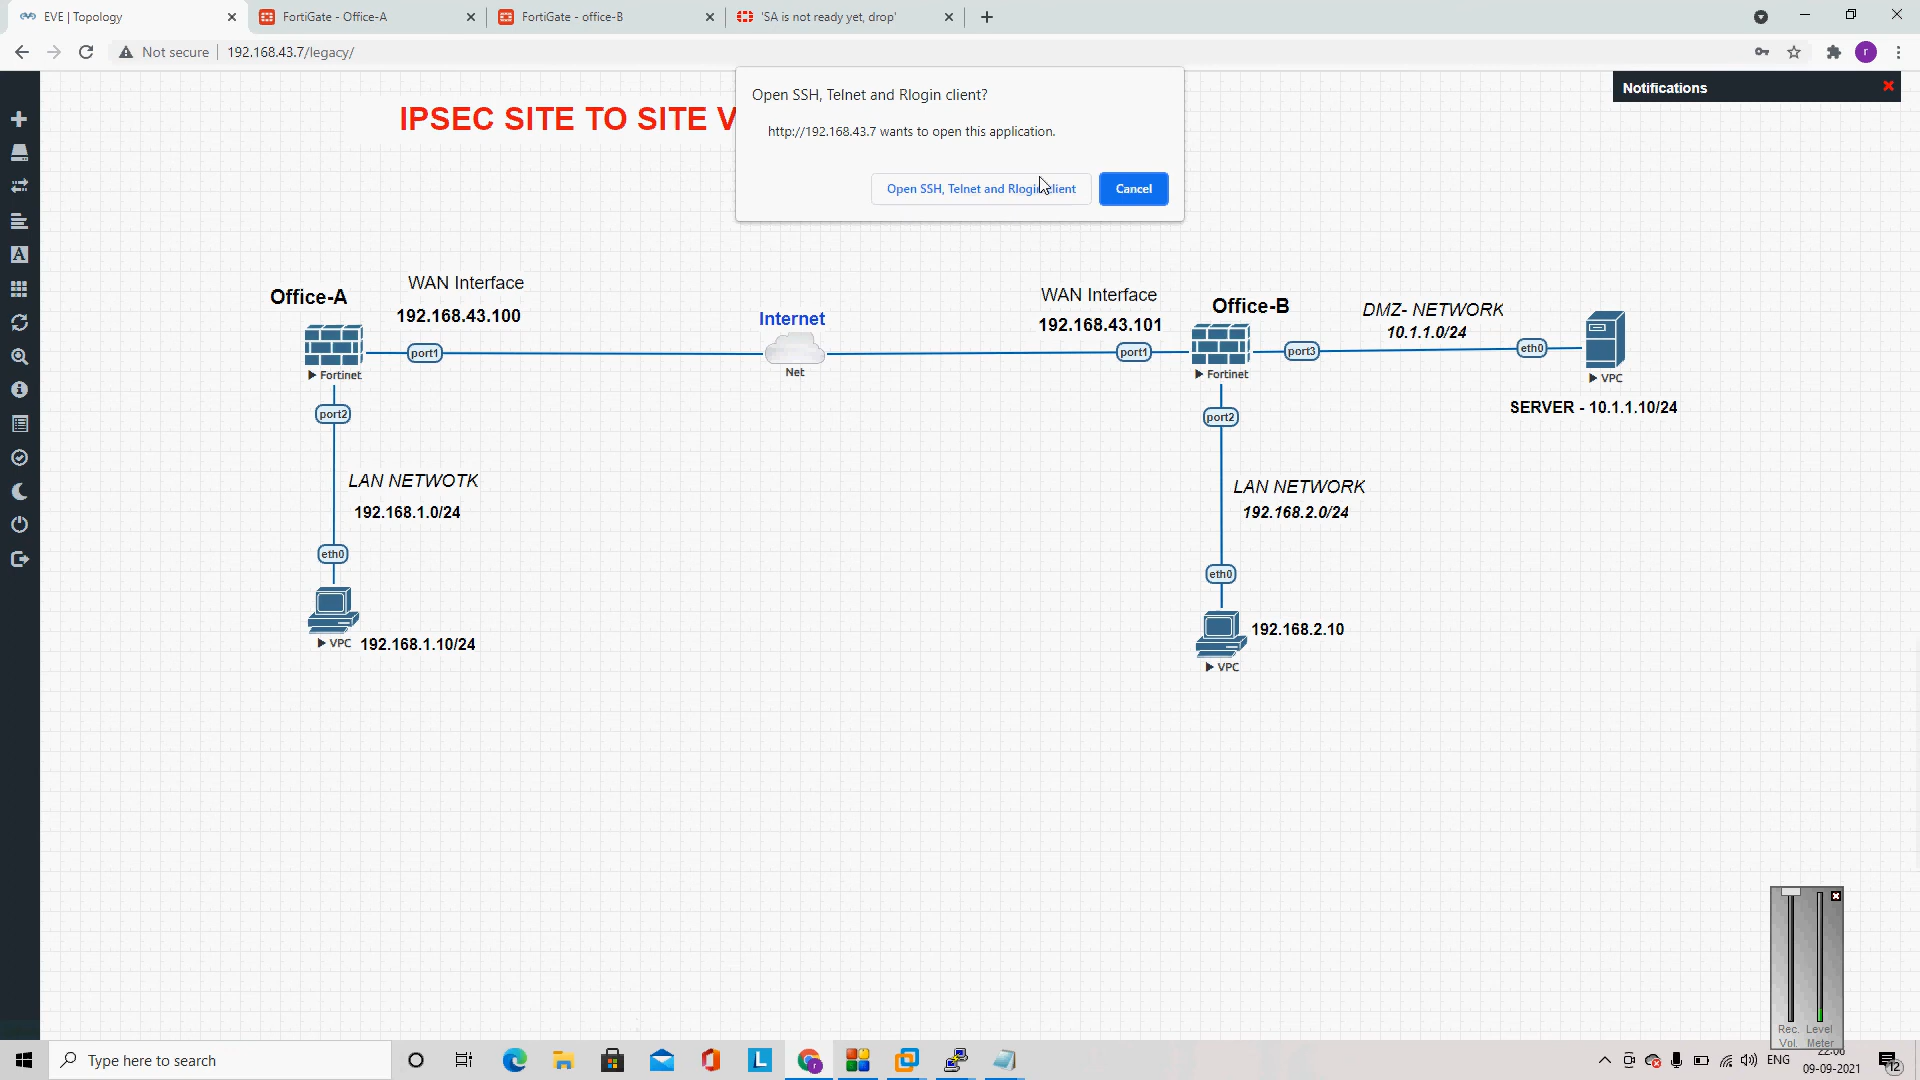 EVE | Topology
FortiGate - Office-A
FortiGate - office-B
'SA is not ready yet, drop'
Not secure
192.168.43.7/legacy/
r
Open SSH, Telnet and Rlogin client?
http://192.168.43.7 wants to open this application.
Open SSH, Telnet and Rlogin client
Cancel
Notifications
IPSEC SITE TO SITE V
WAN Interface
Office-A
192.168.43.100
Internet
WAN Interface
192.168.43.101
Office-B
DMZ- NETWORK
10.1.1.0/24
port1
Net
port1
port3
eth0
Fortinet
Fortinet
VPC
SERVER - 10.1.1.10/24
port2
port2
LAN NETWOTK
192.168.1.0/24
LAN NETWORK
192.168.2.0/24
eth0
eth0
VPC
192.168.1.10/24
192.168.2.10
VPC
Rec. Level
Vol. Meter
Type here to search
L
r
ENG
09-09-2021
12